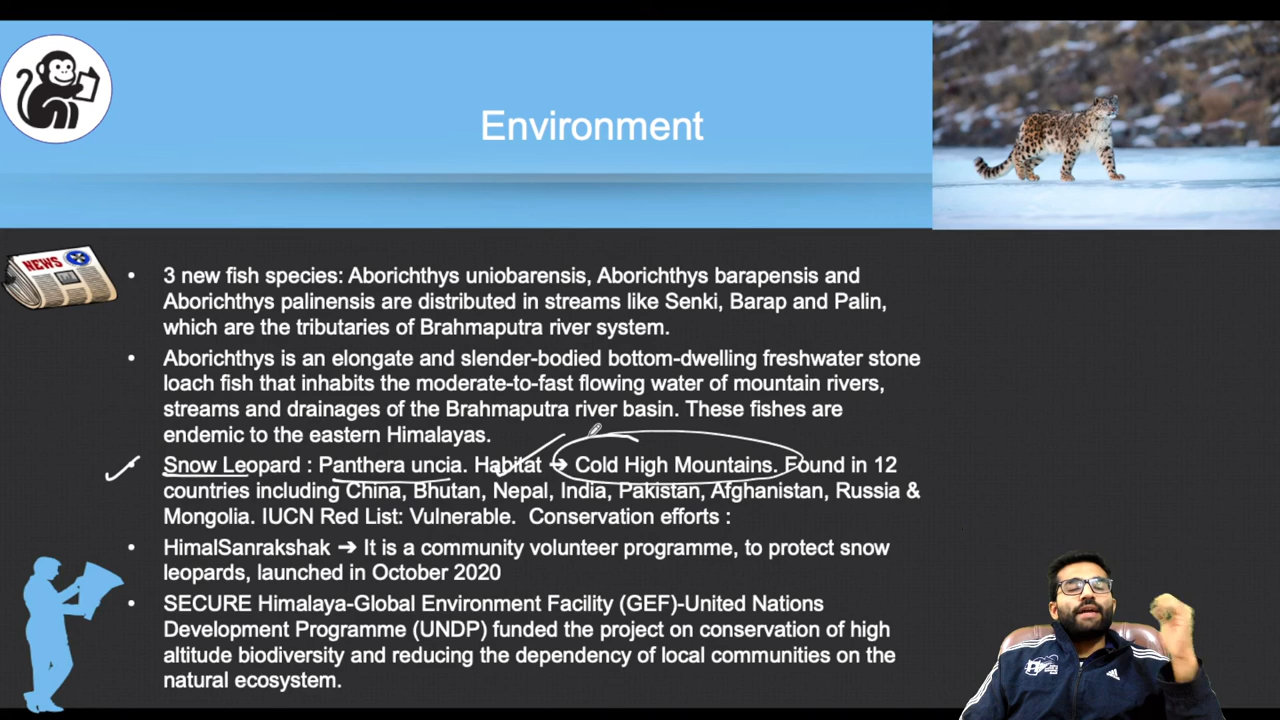 Environment
NEWS
• 3 new fish species: Aborichthys uniobarensis, Aborichthys barapensis and
Aborichthys palinensis are distributed in streams like Senki, Barap and Palin,
which are the tributaries of Brahmaputra river system.
• Aborichthys is an elongate and slender-bodied bottom-dwelling freshwater stone
loach fish that inhabits the moderate-to-fast flowing water of mountain rivers,
streams and drainages of the Brahmaputra river basin. These fishes are
endemic to the eastern Himalayas.
Snow Leopard : Panthera uncia. Habitat ➔ Cold High Mountains. Found in 12
countries including China, Bhutan, Nepal, India, Pakistan, Afghanistan, Russia &
Mongolia. IUCN Red List: Vulnerable. Conservation efforts :
• HimalSanrakshak ➔ It is a community volunteer programme, to protect snow
leopards, launched in October 2020
• SECURE Himalaya-Global Environment Facility (GEF)-United Nations
Development Programme (UNDP) funded the project on conservation of high
altitude biodiversity and reducing the dependency of local communities on the
natural ecosystem.